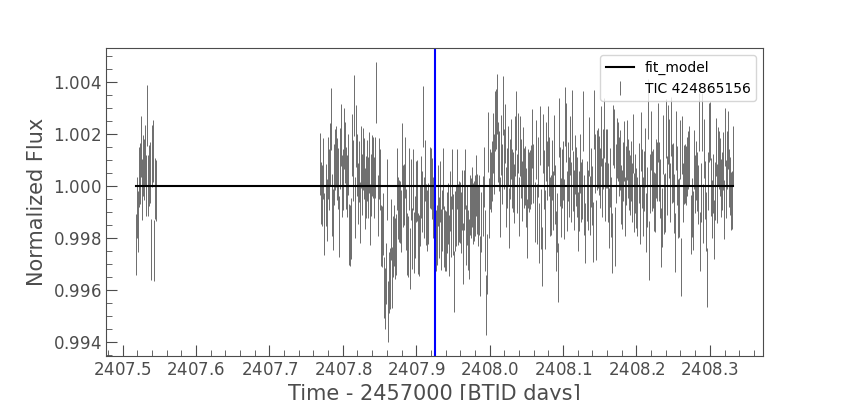 fit_model
TIC 424865156
1.004
1.002
1.000
0.998
0.996
0.994
Normalized Flux
2407.5 2407.6 2407.7 2407.8 2407.9 2408.0 2408.1 2408.2 2408.3
Time - 2457000 [BTJD days]